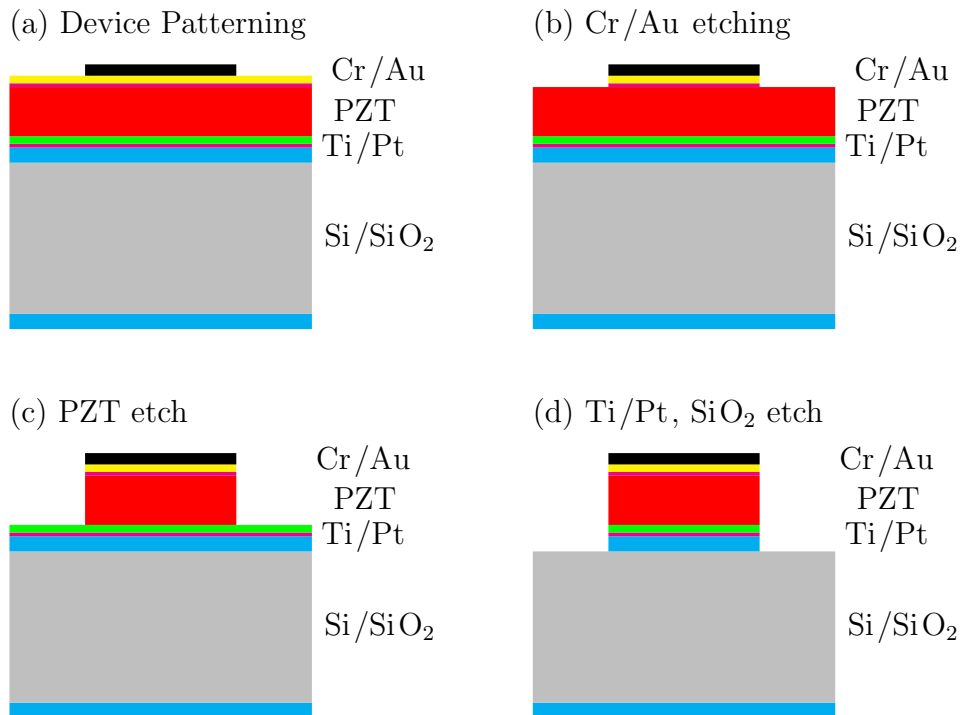 (a) Device Patterning
Cr/Au
PZT
Ti/Pt
Si/SiO₂
(b) Cr/Au etching
Cr/Au
PZT
Ti/Pt
Si/SiO₂
(c) PZT etch
Cr/Au
PZT
Ti/Pt
Si/SiO₂
(d) Ti/Pt, SiO₂ etch
Cr/Au
PZT
Ti/Pt
Si/SiO₂